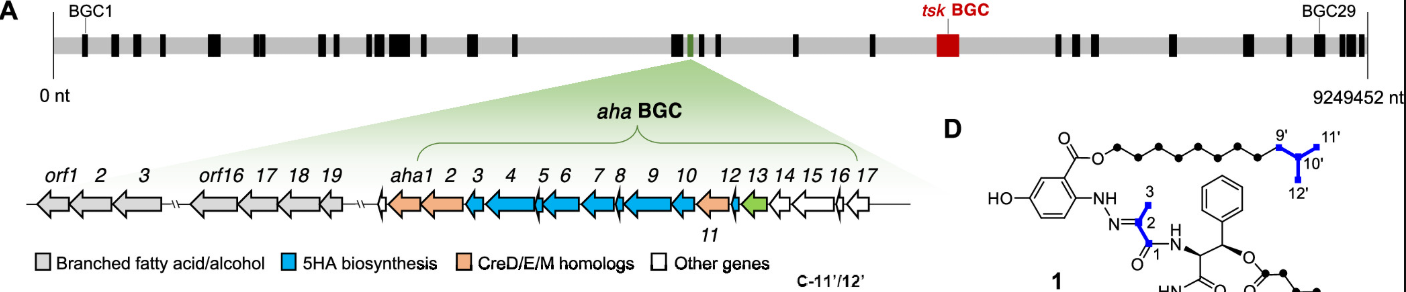 A
BGC1
tsk BGC
BGC29
0 nt
9249452 nt
aha BGC
orf1 2 3 orf16 17 18 19 aha1 2 3 4 5 6 7 8 9 10 12 13 14 15 16 17
11
Branched fatty acid/alcohol 5HA biosynthesis CreD/E/M homologs Other genes
C-11'/12'
D
O
O
9' 11'
10'
12'
HO
NH
N
3
2
1
O
H
N
O
O
HN
O
1